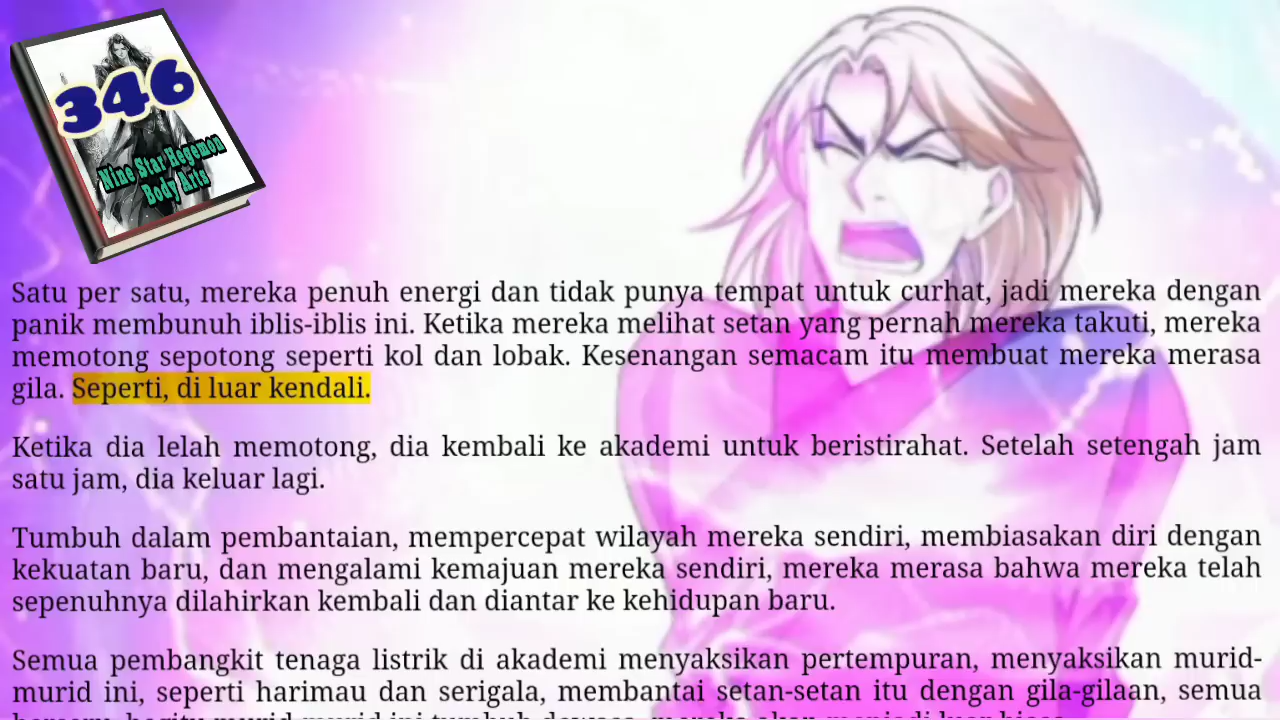 346
Nine Star Hegemon
Body Arts
Satu per satu, mereka penuh energi dan tidak punya tempat untuk curhat, jadi mereka dengan
panik membunuh iblis-iblis ini. Ketika mereka melihat setan yang pernah mereka takuti, mereka
memotong sepotong seperti kol dan lobak. Kesenangan semacam itu membuat mereka merasa
gila. Seperti, di luar kendali.
Ketika dia lelah memotong, dia kembali ke akademi untuk beristirahat. Setelah setengah jam
satu jam, dia keluar lagi.
Tumbuh dalam pembantaian, mempercepat wilayah mereka sendiri, membiasakan diri dengan
kekuatan baru, dan mengalami kemajuan mereka sendiri, mereka merasa bahwa mereka telah
sepenuhnya dilahirkan kembali dan diantar ke kehidupan baru.
Semua pembangkit tenaga listrik di akademi menyaksikan pertempuran, menyaksikan murid-
murid ini, seperti harimau dan serigala, membantai setan-setan itu dengan gila-gilaan, semua